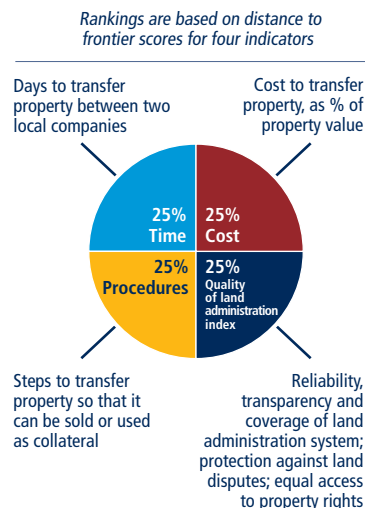 Rankings are based on distance to
frontier scores for four indicators
Days to transfer
property between two
local companies
Cost to transfer
property, as % of
property value
25%
Time
25%
Cost
25%
Procedures
25%
Quality
of land
administration
index
Steps to transfer
property so that it
can be sold or used
as collateral
Reliability,
transparency and
coverage of land
administration system;
protection against land
disputes; equal access
to property rights